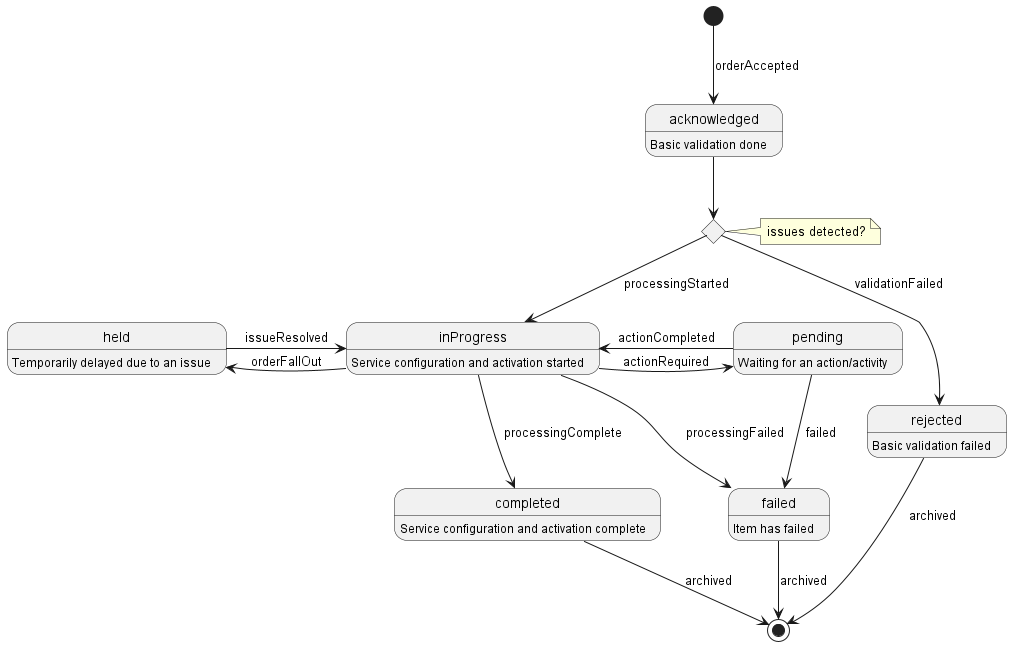 orderAccepted
acknowledged
Basic validation done
issues detected?
processingStarted
validationFailed
held
Temporarily delayed due to an issue
issueResolved
orderFallOut
inProgress
Service configuration and activation started
actionCompleted
actionRequired
pending
Waiting for an action/activity
rejected
Basic validation failed
processingComplete
processingFailed
failed
completed
Service configuration and activation complete
failed
Item has failed
archived
archived
archived